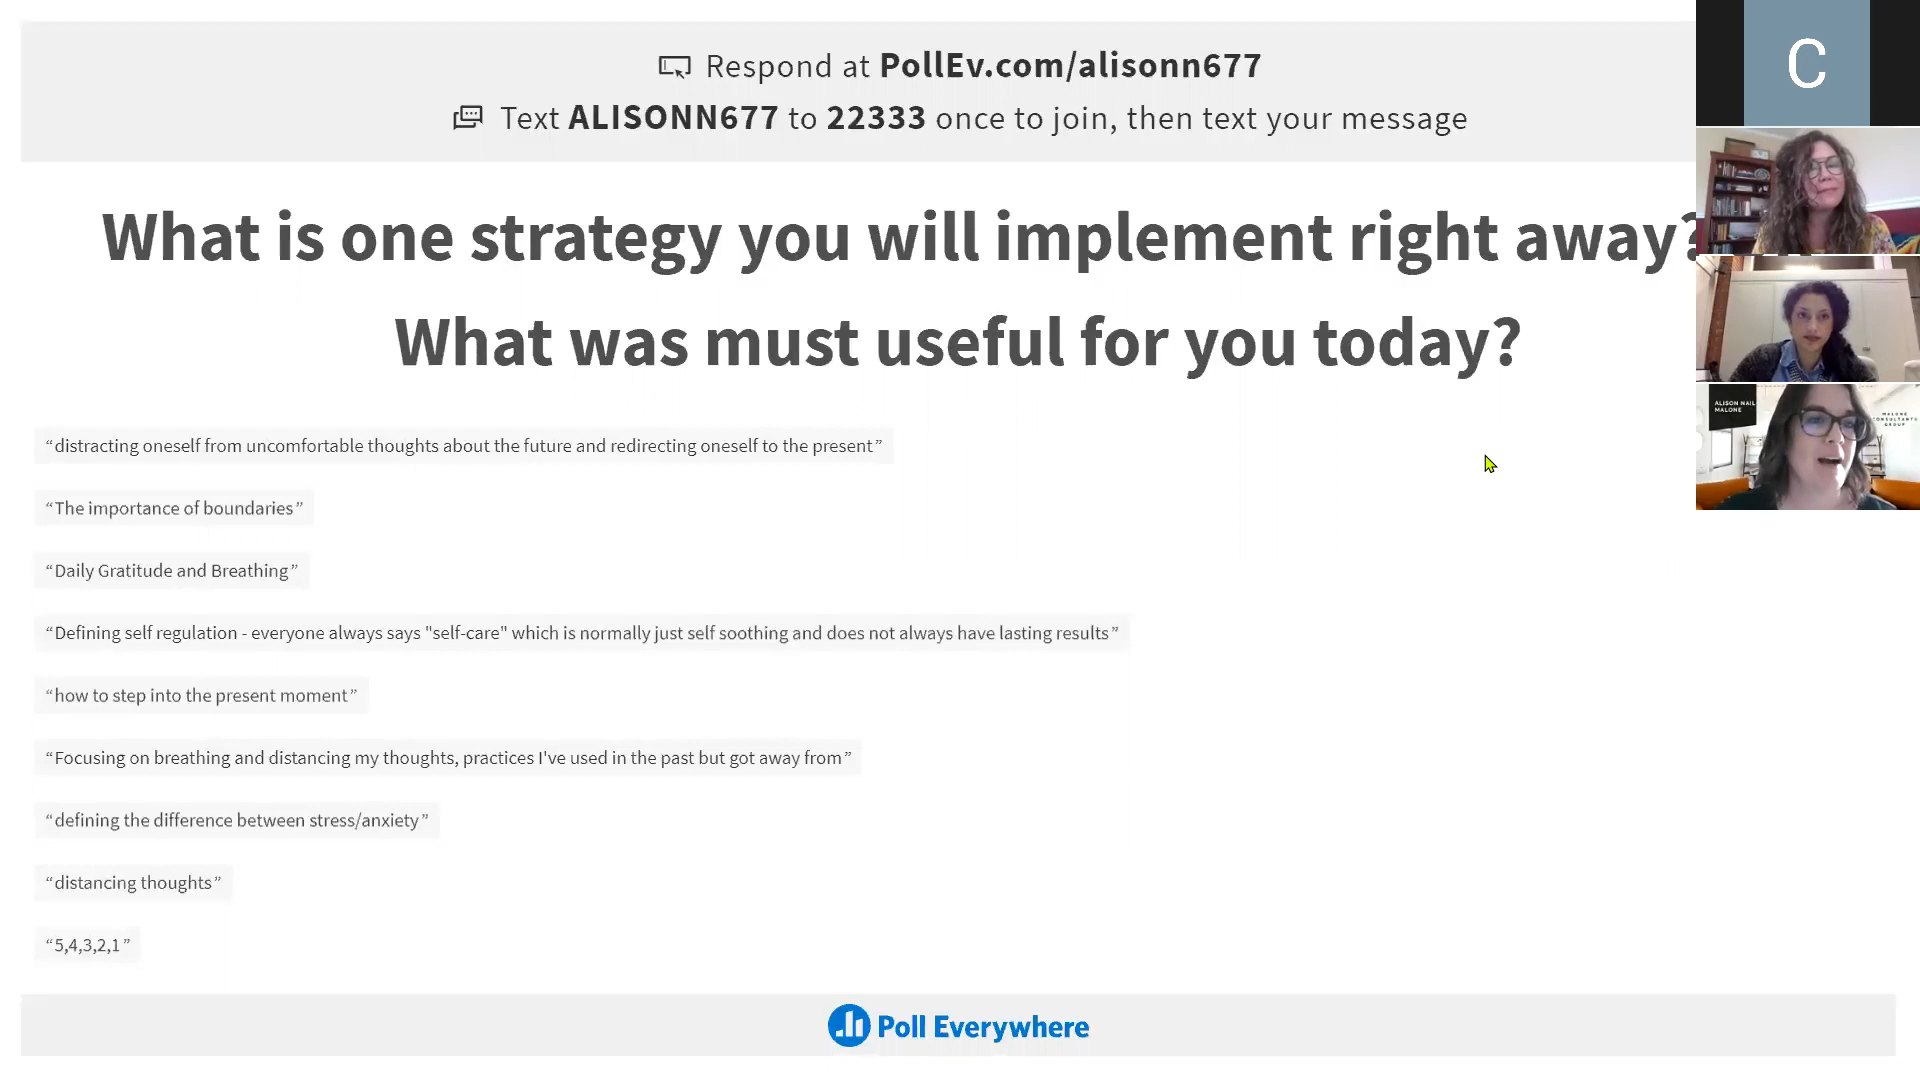 Respond at PollEv.com/alisonn677
Text ALISONN677 to 22333 once to join, then text your message
What is one strategy you will implement right away?
What was must useful for you today?
“distracting oneself from uncomfortable thoughts about the future and redirecting oneself to the present”
“The importance of boundaries”
“Daily Gratitude and Breathing”
“Defining self regulation - everyone always says "self-care" which is normally just self soothing and does not always have lasting results”
“how to step into the present moment”
“Focusing on breathing and distancing my thoughts, practices I've used in the past but got away from”
“defining the difference between stress/anxiety”
“distancing thoughts”
“5,4,3,2,1”
Poll Everywhere
C
ALISON NAIL
MALONE
MALONE
CONSULTANTS
GROUP